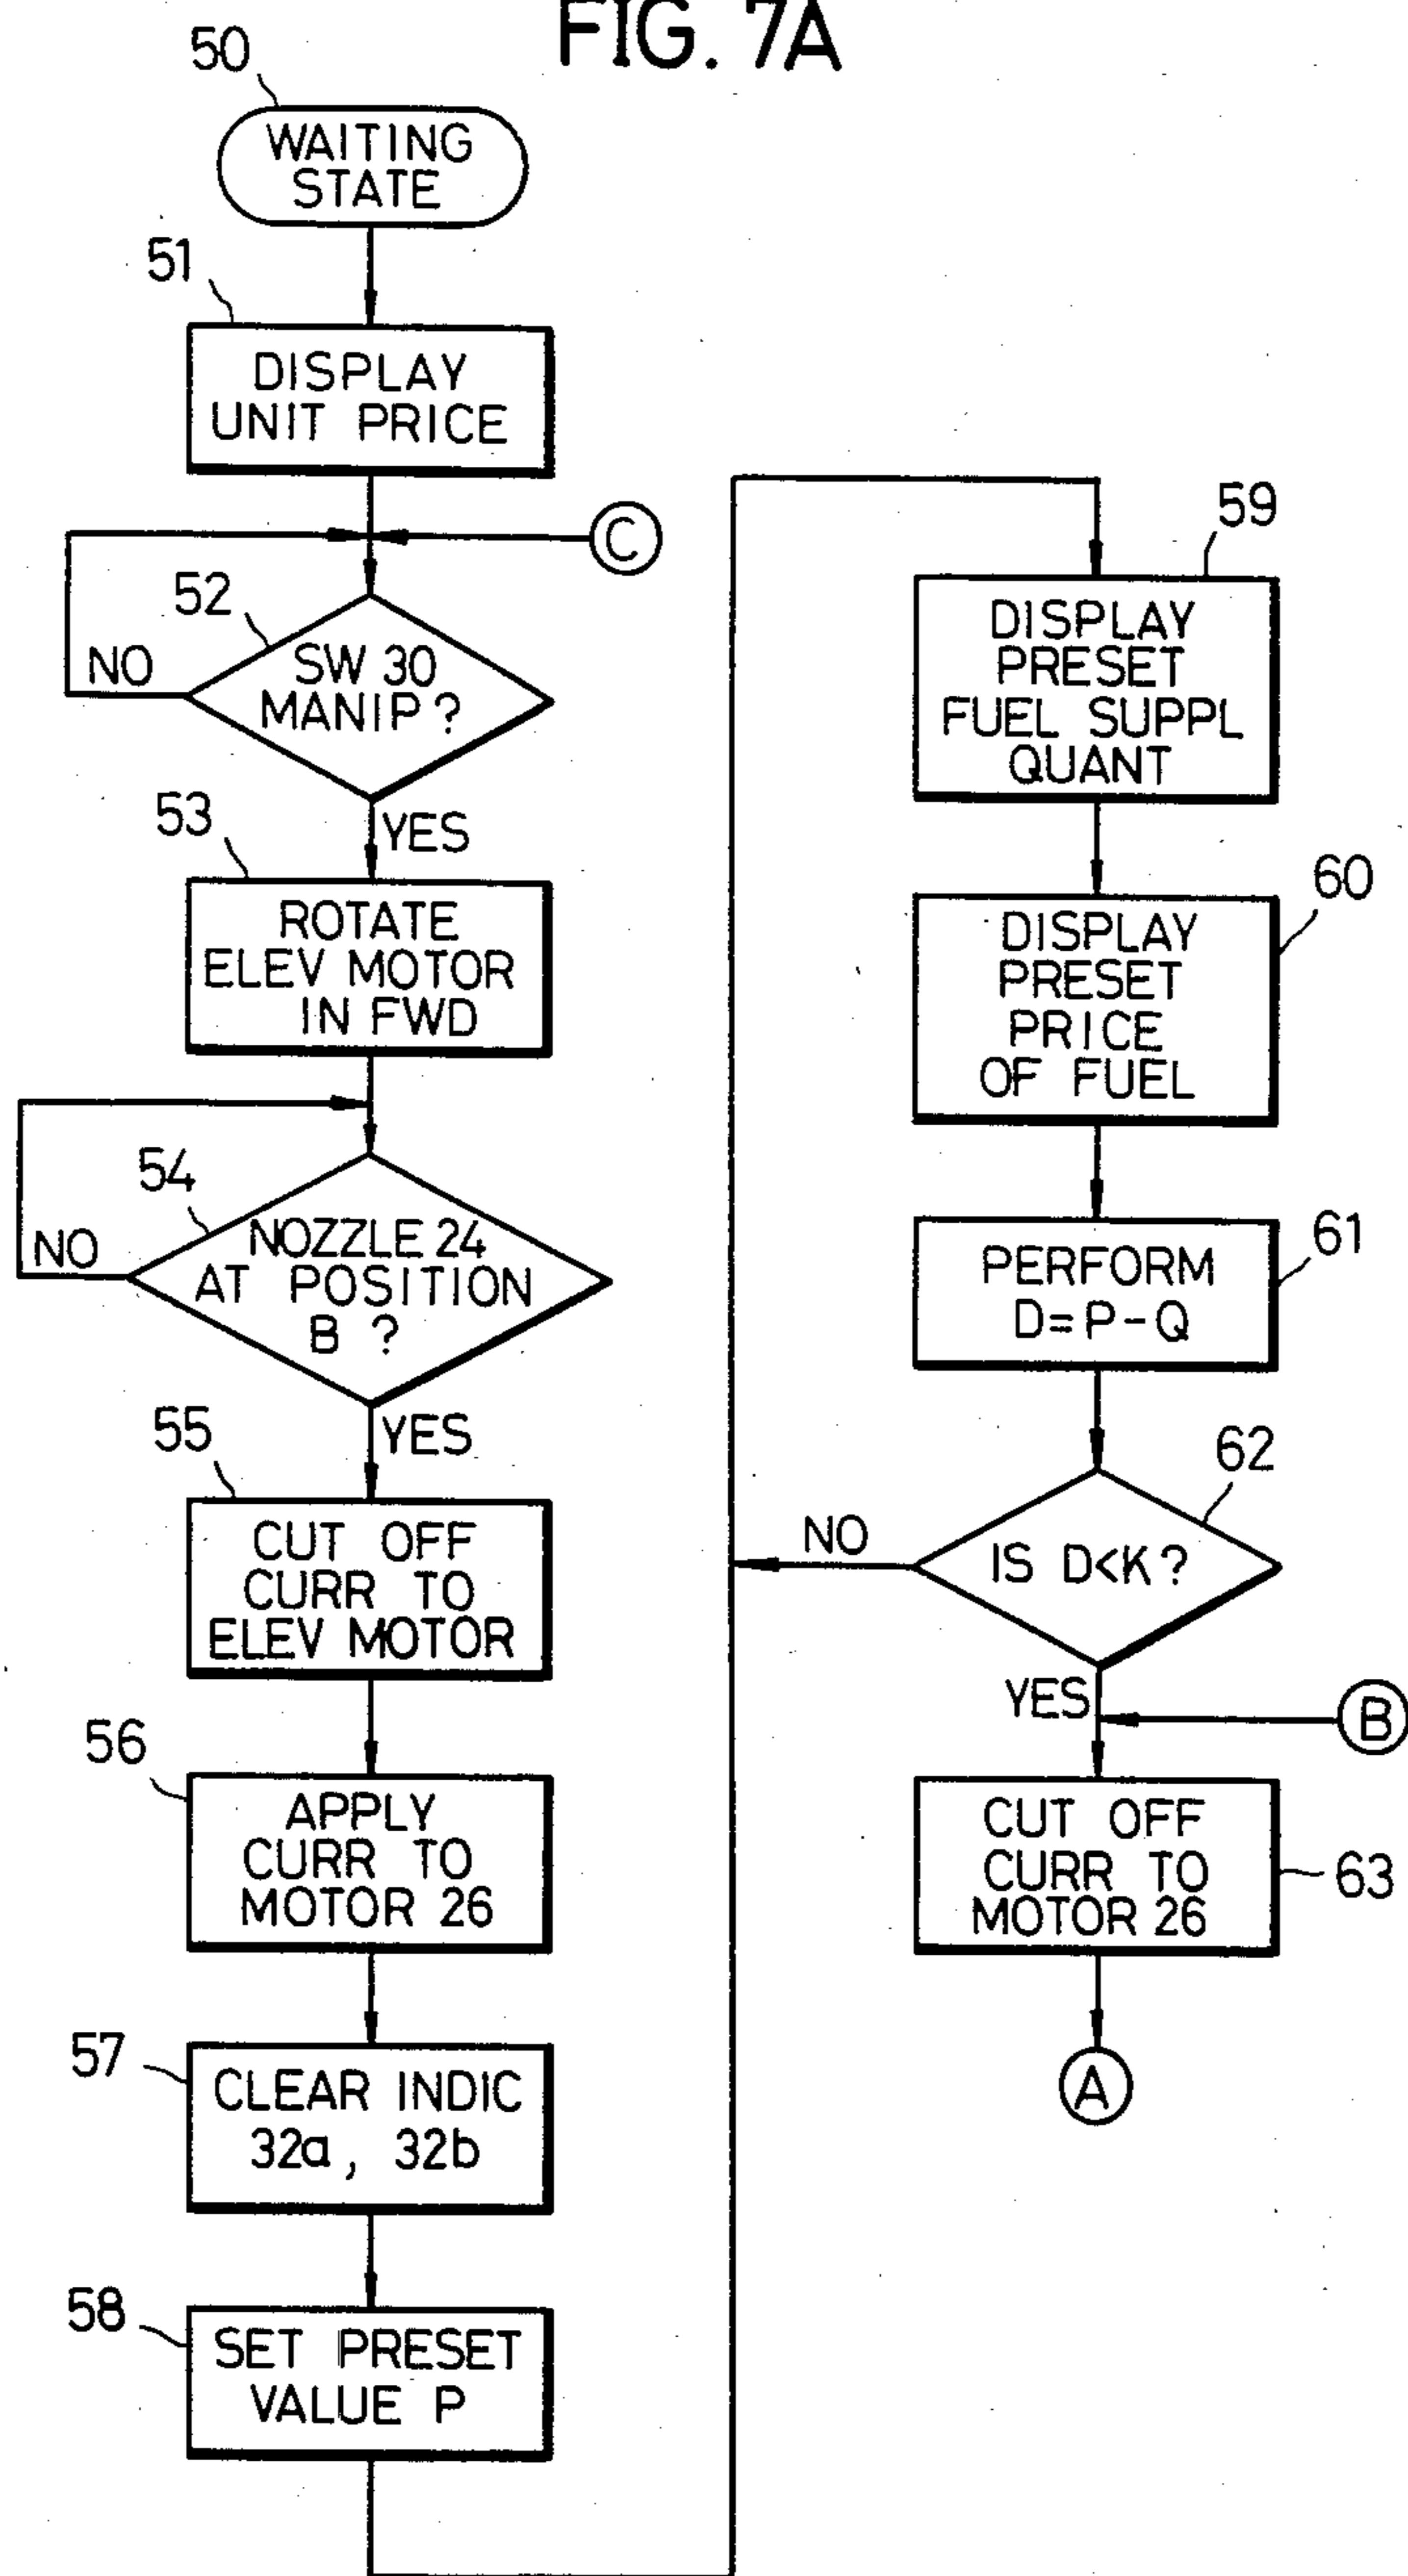 FIG. 7A
50
WAITING
STATE
51
DISPLAY
UNIT PRICE
C
52
NO
SW 30
MANIP ?
YES
53
ROTATE
ELEV MOTOR
IN FWD
54
NO
NOZZLE 24
AT POSITION
B ?
YES
55
CUT OFF
CURR TO
ELEV MOTOR
56
APPLY
CURR TO
MOTOR 26
57
CLEAR INDIC
32a, 32b
58
SET PRESET
VALUE P
59
DISPLAY
PRESET
FUEL SUPPL
QUANT
60
DISPLAY
PRESET
PRICE
OF FUEL
61
PERFORM
D=P-Q
62
NO
IS D<K?
YES
B
CUT OFF
CURR TO
MOTOR 26
63
A